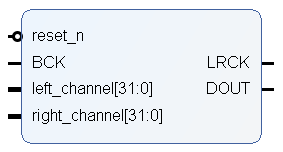 reset_n
BCK LRCK
left_channel[31:0] DOUT
right_channel[31:0]